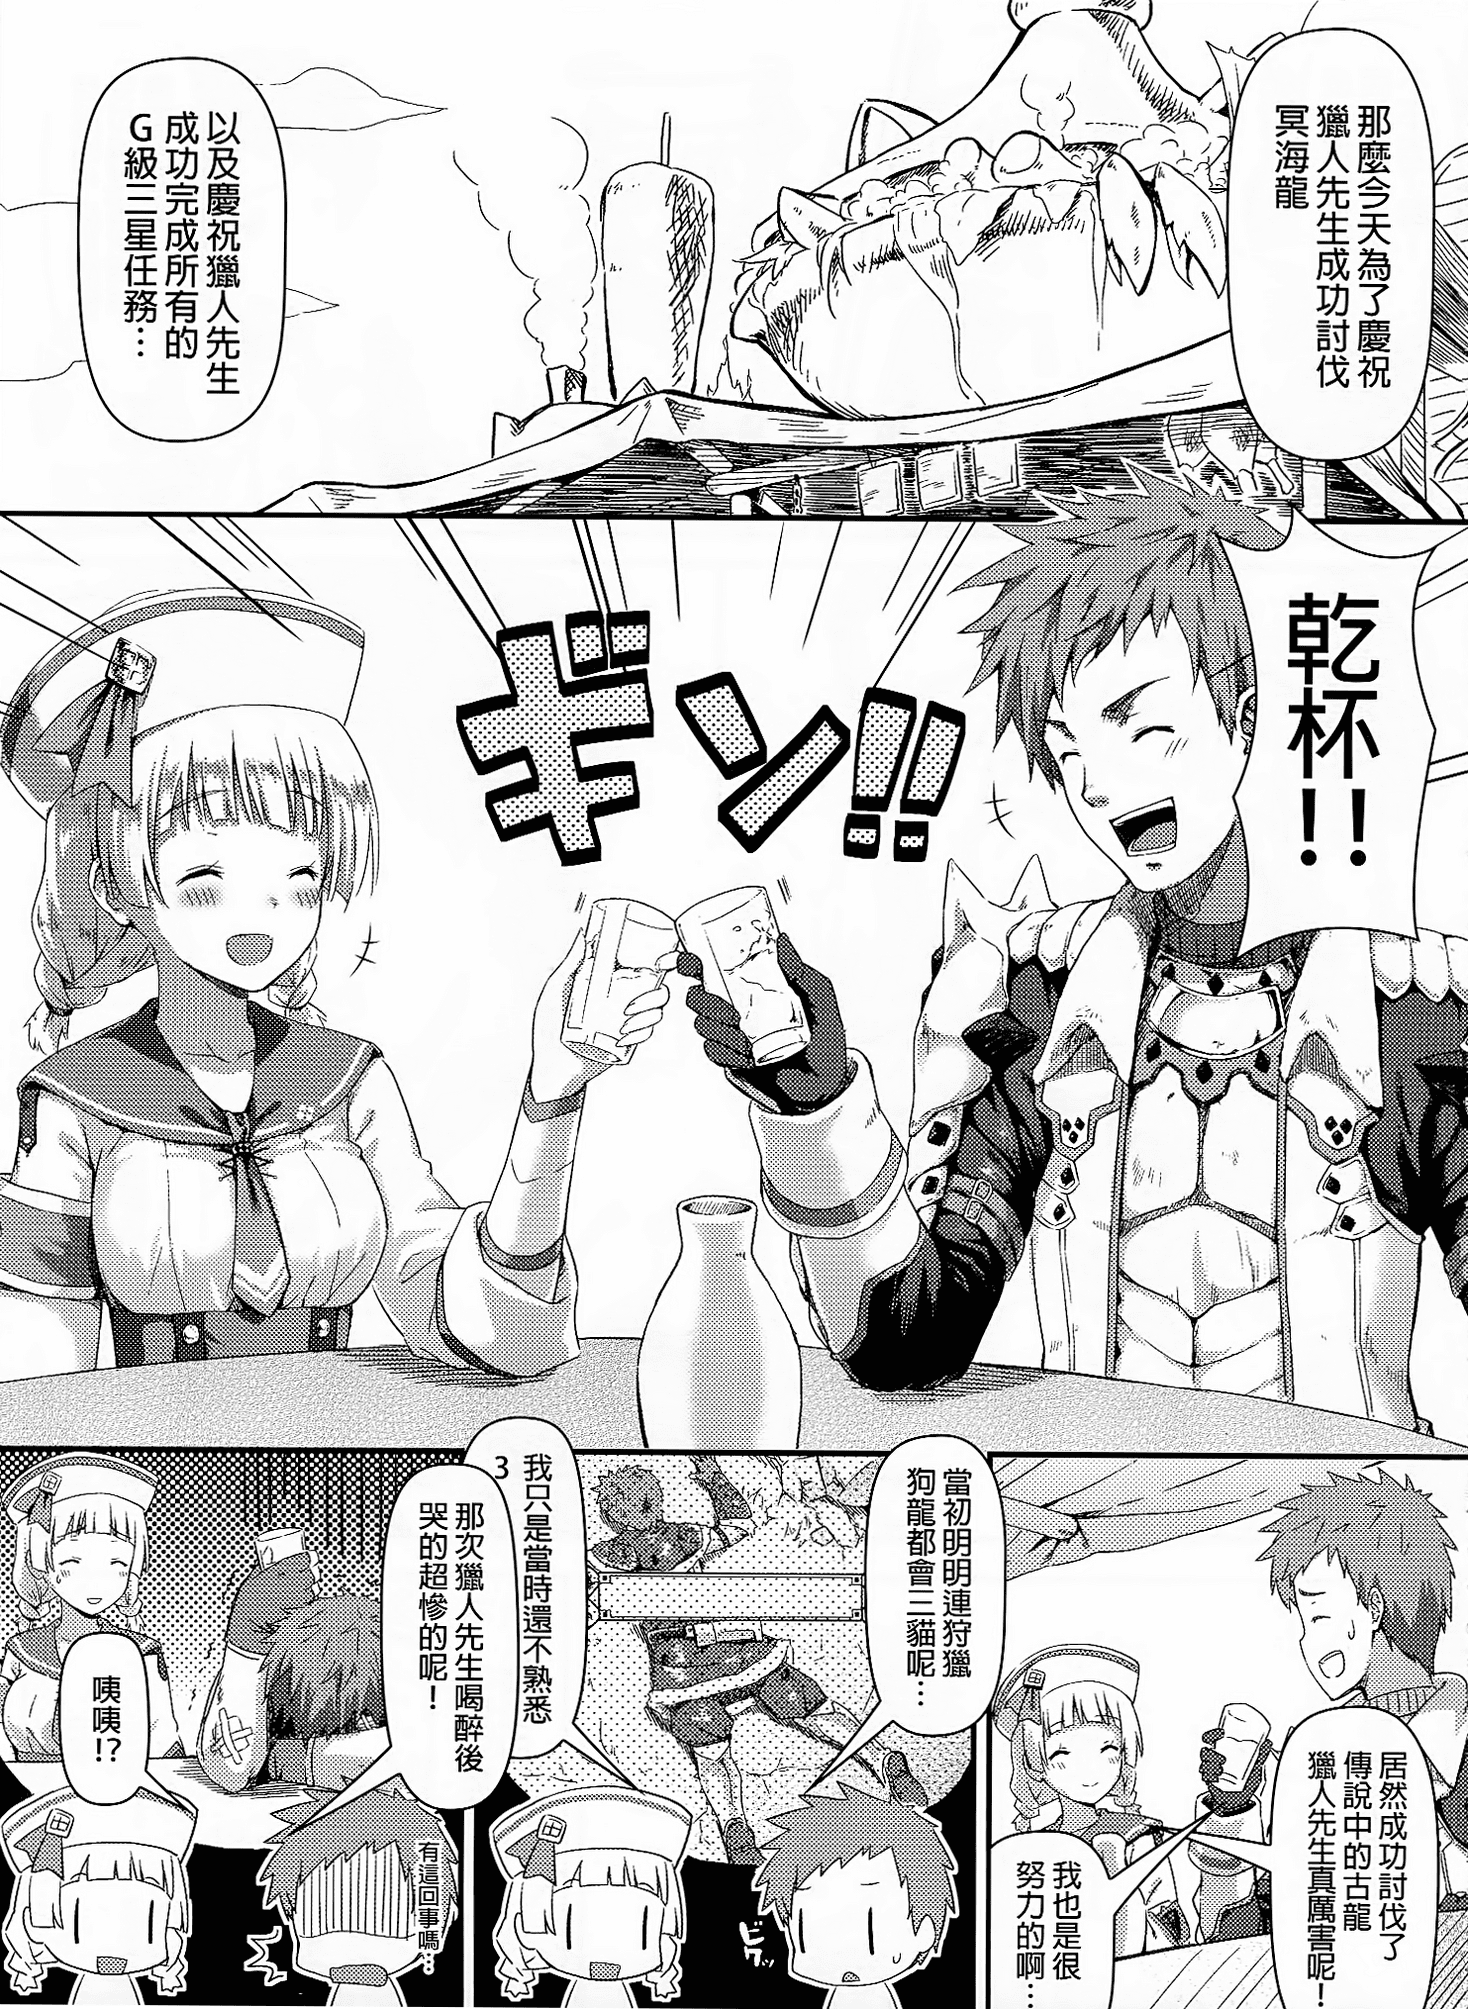 那麼今天為了慶祝
獵人先生成功討伐
冥海龍
以及慶祝獵人先生
成功完成所有的
G級三星任務…
乾杯!!
ギン!!
居然成功討伐了
傳說中的古龍
獵人先生真厲害呢!
我也是很
努力的啊…
當初明明連狩獵
狗龍都會三貓呢…
我只是當時還不熟悉
3
ビクッ
那次獵人先生喝醉後
哭的超慘的呢!
有這回事嗎…
咦咦!?